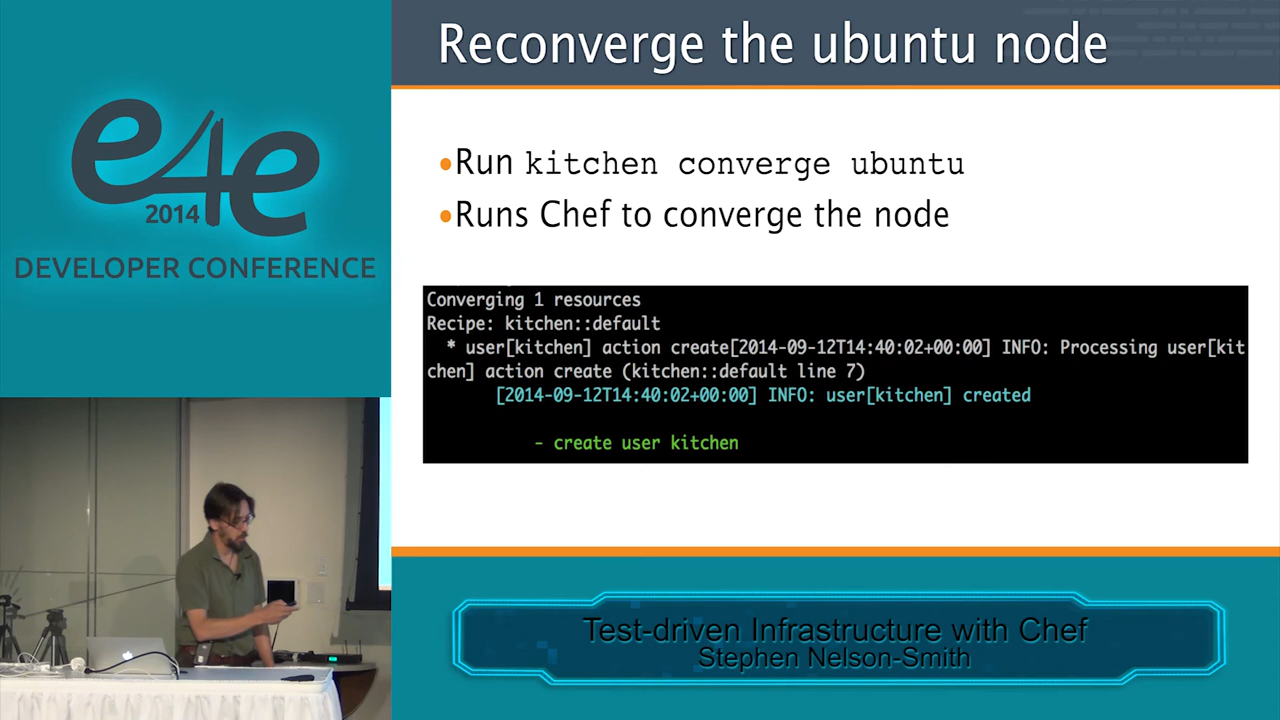 e4e
2014
DEVELOPER CONFERENCE
Reconverge the ubuntu node
•Run kitchen converge ubuntu
•Runs Chef to converge the node
Converging 1 resources
Recipe: kitchen::default
* user[kitchen] action create[2014-09-12T14:40:02+00:00] INFO: Processing user[kit
chen] action create (kitchen::default line 7)
[2014-09-12T14:40:02+00:00] INFO: user[kitchen] created
- create user kitchen
Test-driven Infrastructure with Chef
Stephen Nelson-Smith